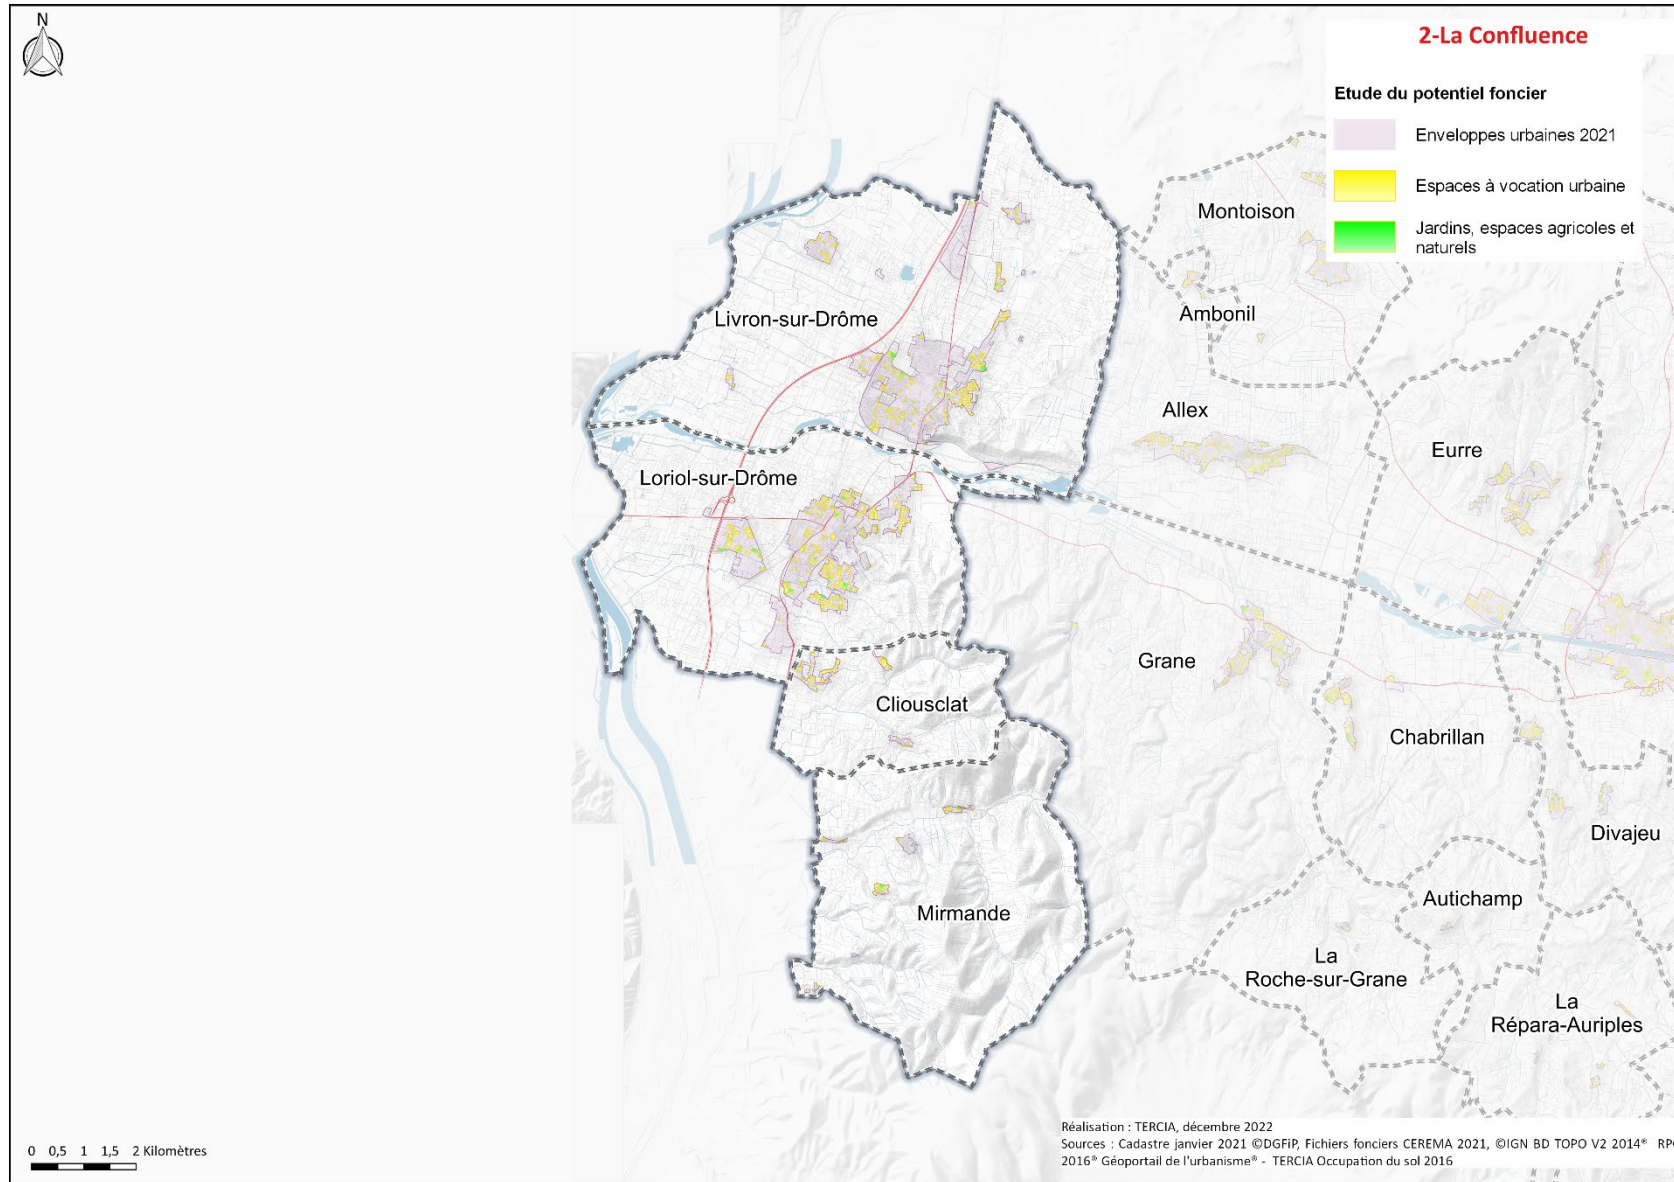 N
2-La Confluence
Etude du potentiel foncier
Enveloppes urbaines 2021
Espaces à vocation urbaine
Jardins, espaces agricoles et
naturels
Montoison
Ambonil
Livron-sur-Drôme
Allex
Eurre
Loriol-sur-Drôme
Grane
Cliousclat
Chabrillan
Divajeu
Autichamp
Mirmande
La
Roche-sur-Grane
La
Répara-Auriples
0 0,5 1 1,5 2 Kilomètres
Réalisation : TERCIA, décembre 2022
Sources : Cadastre janvier 2021 ©DGFiP, Fichiers fonciers CEREMA 2021, ©IGN BD TOPO V2 2014® RPG
2016® Géoportail de l'urbanisme® - TERCIA Occupation du sol 2016